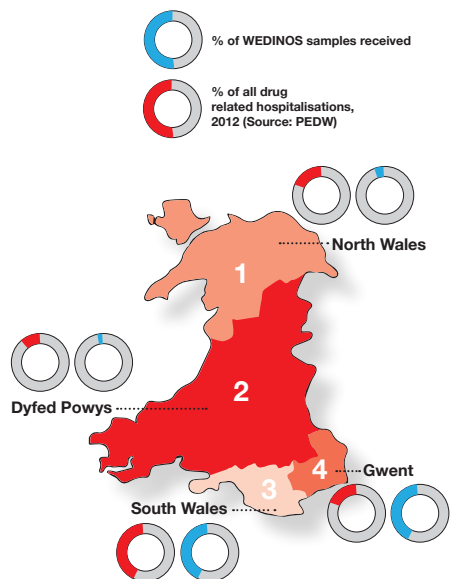 % of WEDINOS samples received
% of all drug
related hospitalisations,
2012 (Source: PEDW)
North Wales
1
2
Dyfed Powys
4
Gwent
3
South Wales